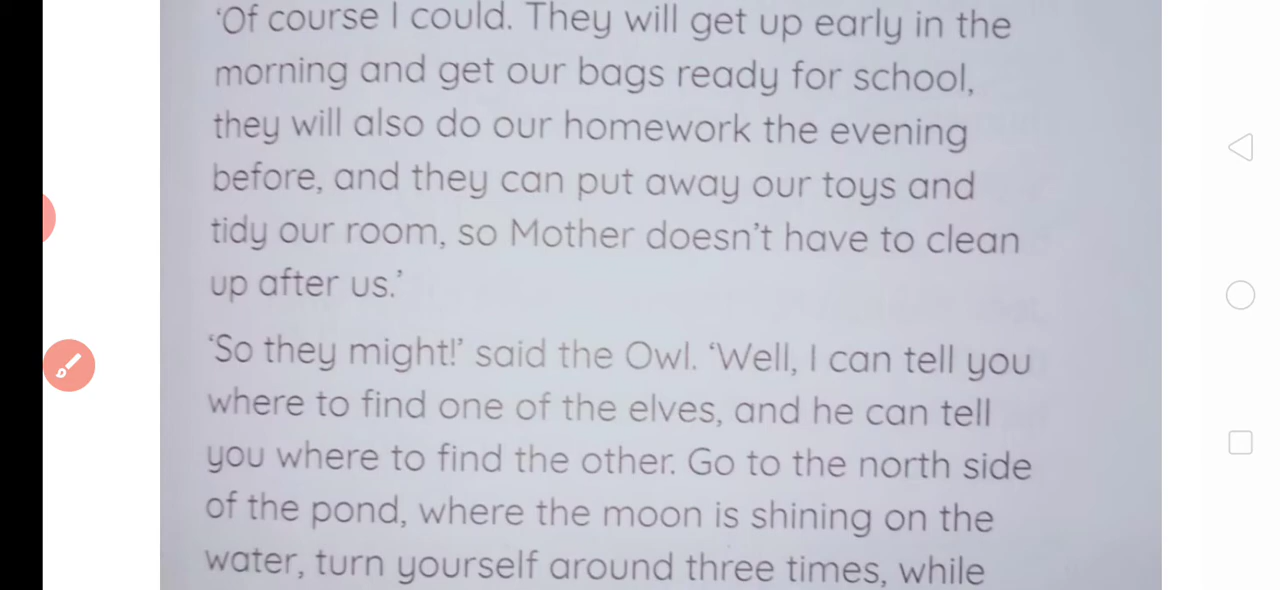 ‘Of course I could. They will get up early in the
morning and get our bags ready for school,
they will also do our homework the evening
before, and they can put away our toys and
tidy our room, so Mother doesn’t have to clean
up after us.’
‘So they might!’ said the Owl. ‘Well, I can tell you
where to find one of the elves, and he can tell
you where to find the other. Go to the north side
of the pond, where the moon is shining on the
water, turn yourself around three times, while